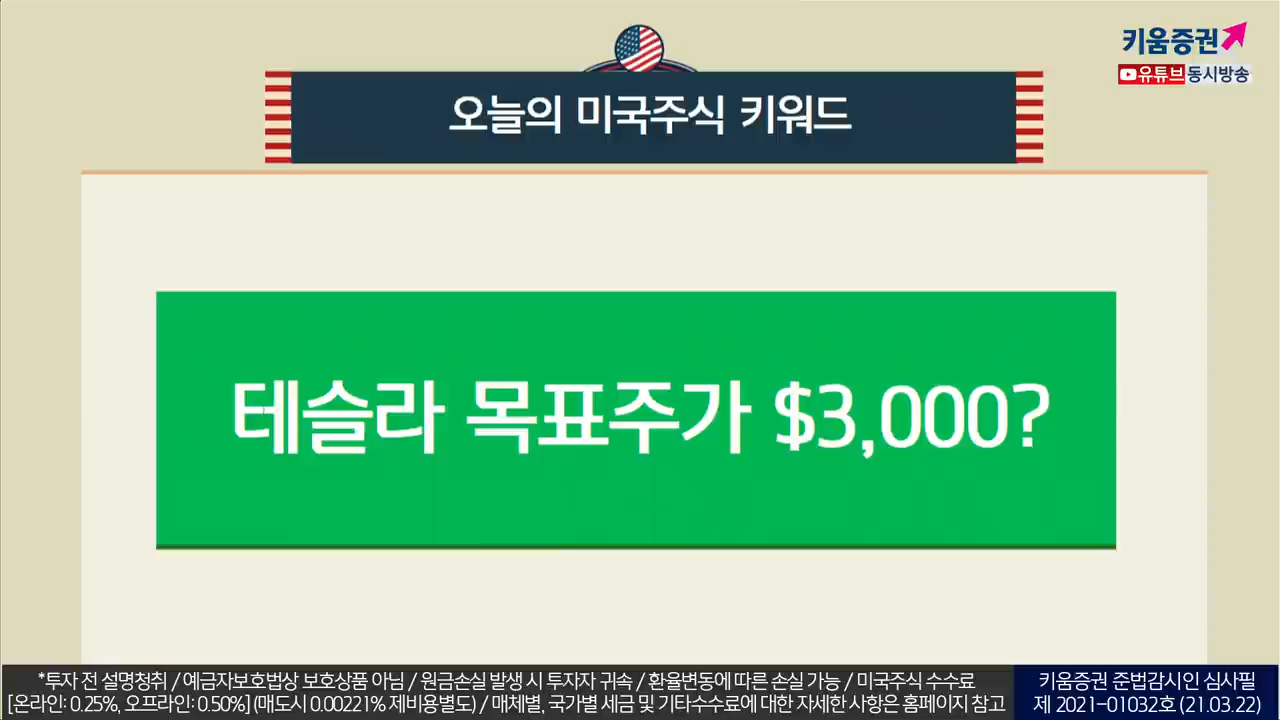 키움증권
유튜브 동시방송
오늘의 미국주식 키워드
테슬라 목표주가 $3,000?
*투자 전 설명청취 / 예금자보호법상 보호상품 아님 / 원금손실 발생 시 투자자 귀속 / 환율변동에 따른 손실 가능 / 미국주식 수수료
[온라인: 0.25%, 오프라인: 0.50%] (매도시 0.00221% 제비용별도) / 매체별, 국가별 세금 및 기타수수료에 대한 자세한 사항은 홈페이지 참고
키움증권 준법감시인 심사필
제 2021-01032호 (21.03.22)